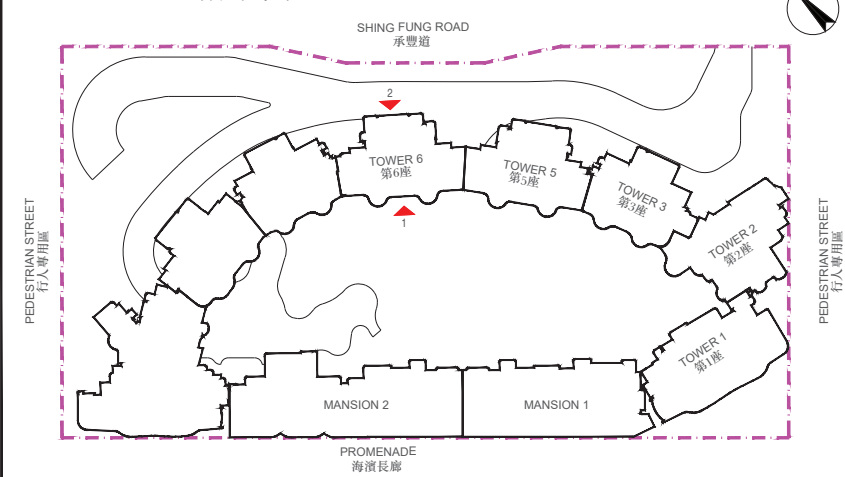 SHING FUNG ROAD
承豐道
2
TOWER 6
第6座
TOWER 5
第5座
TOWER 3
第3座
TOWER 2
第2座
1
TOWER 1
第1座
PEDESTRIAN STREET
行人專用區
PEDESTRIAN STREET
行人專用區
MANSION 2
MANSION 1
PROMENADE
海濱長廊